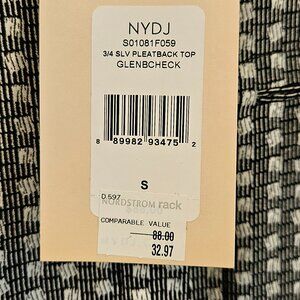 NYDJ
S01081F059
3/4 SLV PLEATBACK TOP
GLENBCHECK
8 89982 93475 2
S
D.597
NORDSTROM rack
COMPARABLE VALUE
88.00
32.97